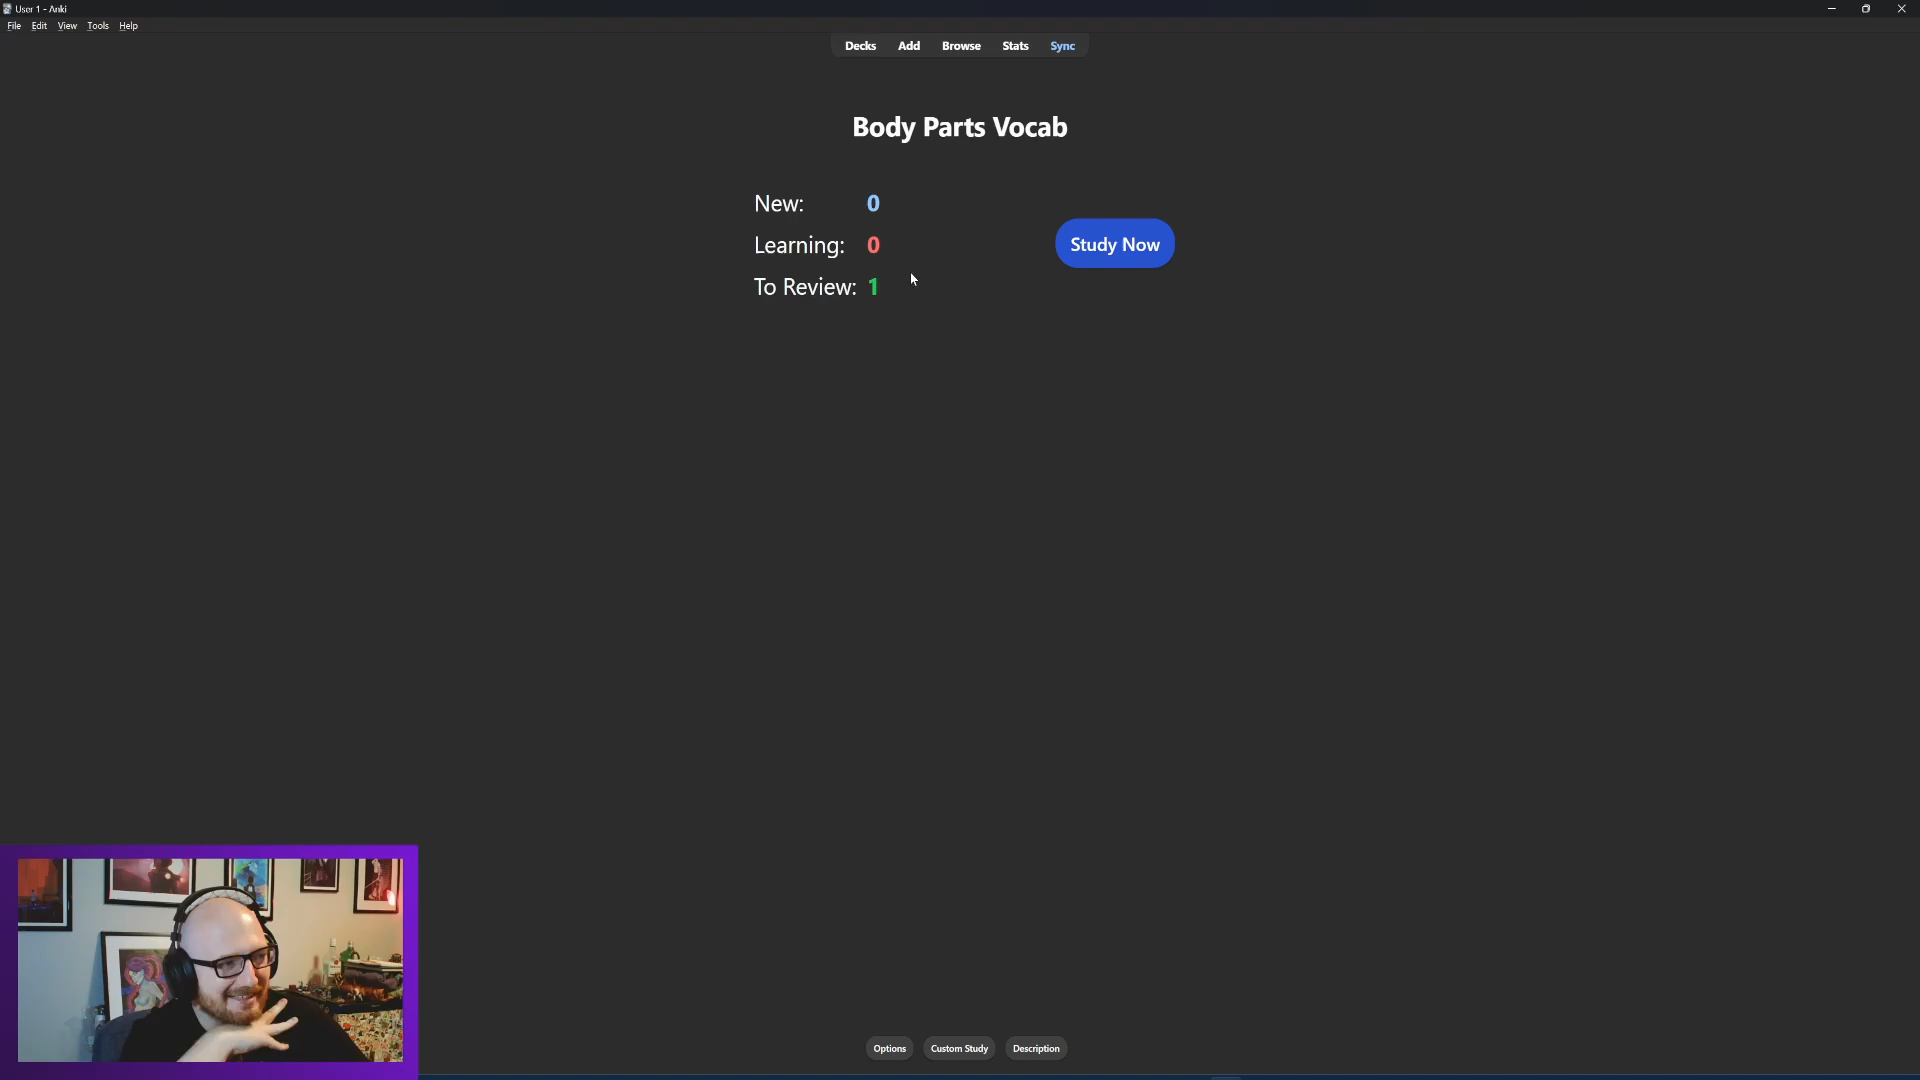 User 1 - Anki
File Edit View Tools Help
Decks Add Browse Stats Sync
Body Parts Vocab
New: 0
Learning: 0
Study Now
To Review: 1
Options Custom Study Description